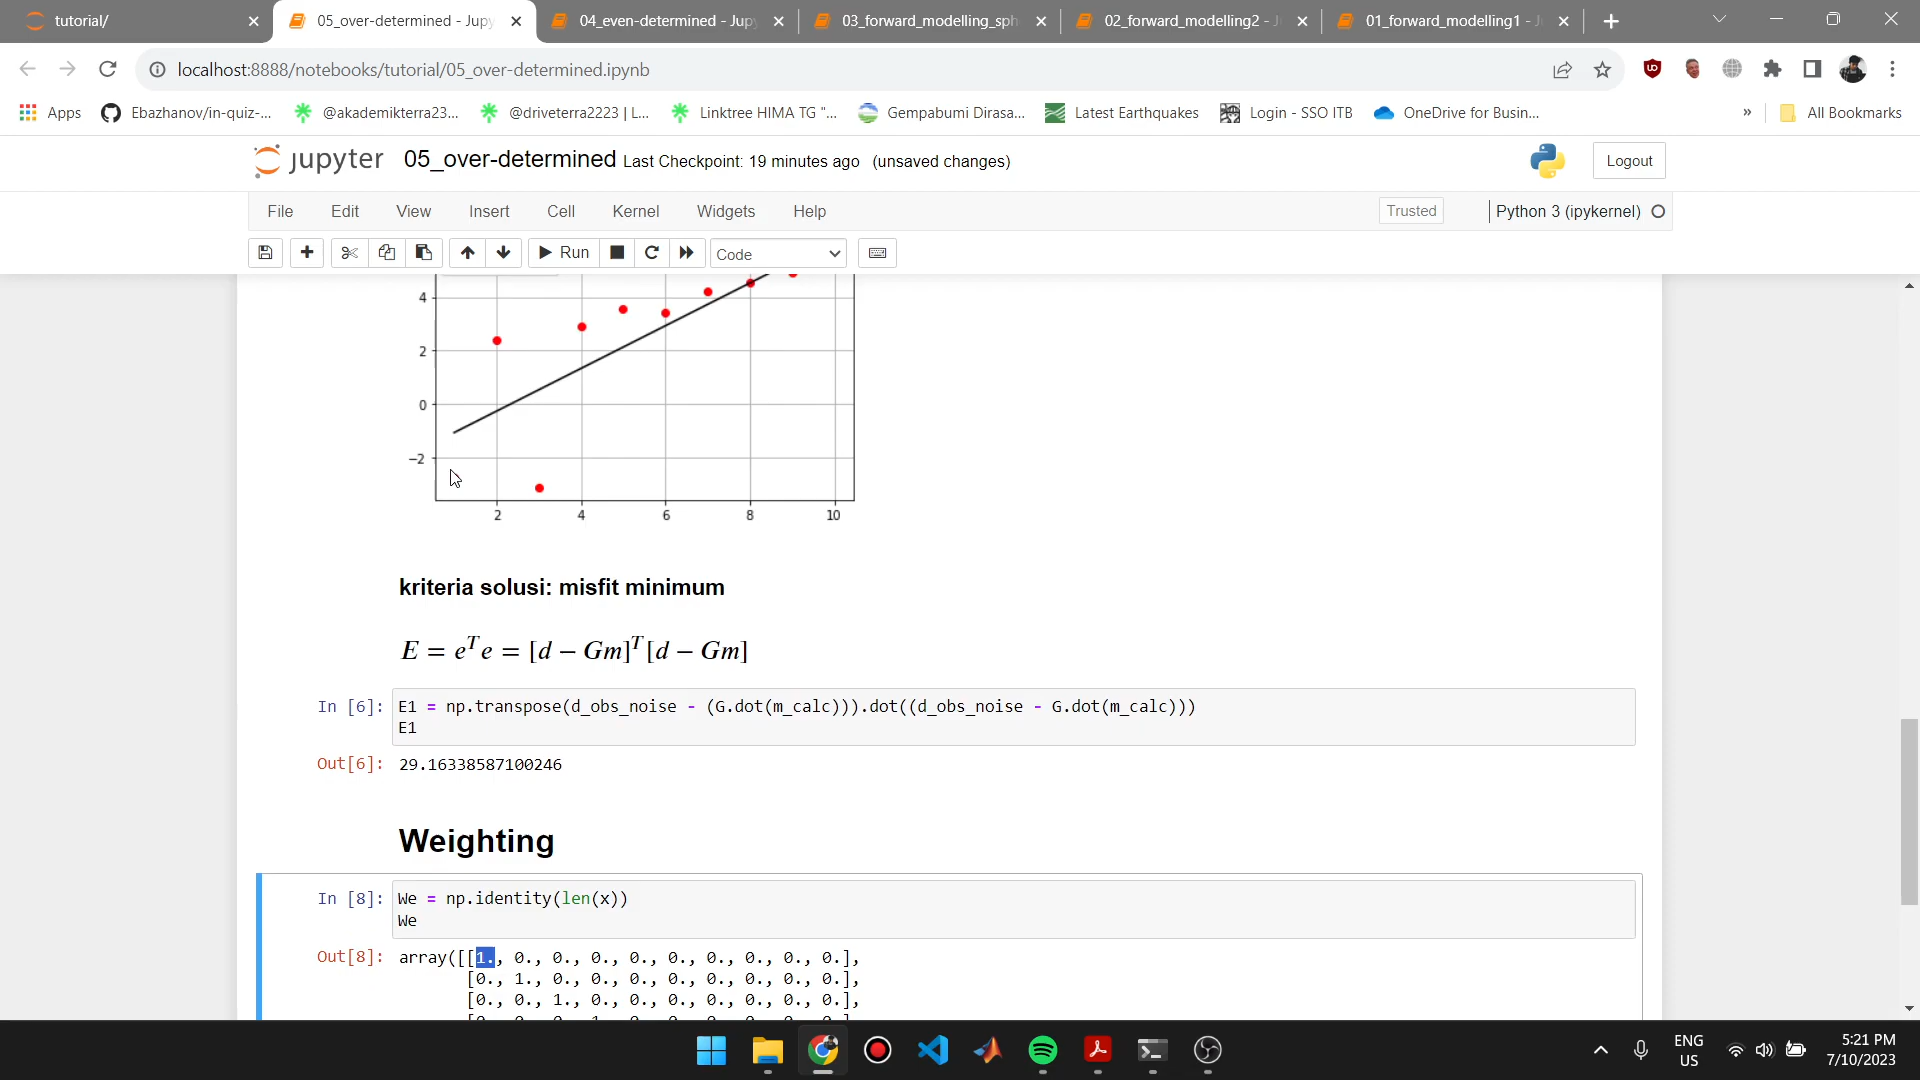 tutorial/
05_over-determined - Jupy
04_even-determined - Jup
03_forward_modelling_sph
02_forward_modelling2 - J
01_forward_modelling1 - J
localhost:8888/notebooks/tutorial/05_over-determined.ipynb
Apps
Ebazhanov/in-quiz-...
@akademikterra23...
@driveterra2223 | L...
Linktree HIMA TG "...
Gempabumi Dirasa...
Latest Earthquakes
Login - SSO ITB
OneDrive for Busin...
»
All Bookmarks
jupyter 05_over-determined Last Checkpoint: 19 minutes ago (unsaved changes)
Logout
File Edit View Insert Cell Kernel Widgets Help
Trusted
Python 3 (ipykernel)
Run
Code
4
2
0
−2
2 4 6 8 10
kriteria solusi: misfit minimum
E = e^T e = [d − Gm]^T [d − Gm]
In [6]: E1 = np.transpose(d_obs_noise - (G.dot(m_calc))).dot((d_obs_noise - G.dot(m_calc)))
E1
Out[6]: 29.16338587100246
Weighting
In [8]: We = np.identity(len(x))
We
Out[8]: array([[1., 0., 0., 0., 0., 0., 0., 0., 0., 0.],
[0., 1., 0., 0., 0., 0., 0., 0., 0., 0.],
[0., 0., 1., 0., 0., 0., 0., 0., 0., 0.],
ENG
US
5:21 PM
7/10/2023